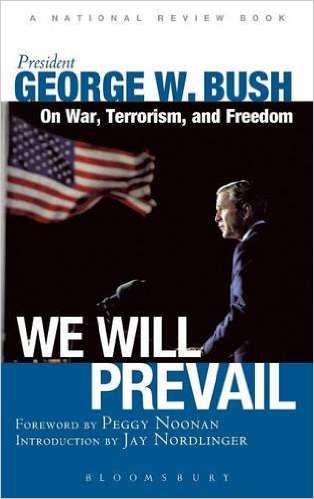 A NATIONAL REVIEW BOOK
President
GEORGE W. BUSH
On War, Terrorism, and Freedom
WE WILL
PREVAIL
FOREWORD BY PEGGY NOONAN
INTRODUCTION BY JAY NORDLINGER
BLOOMSBURY